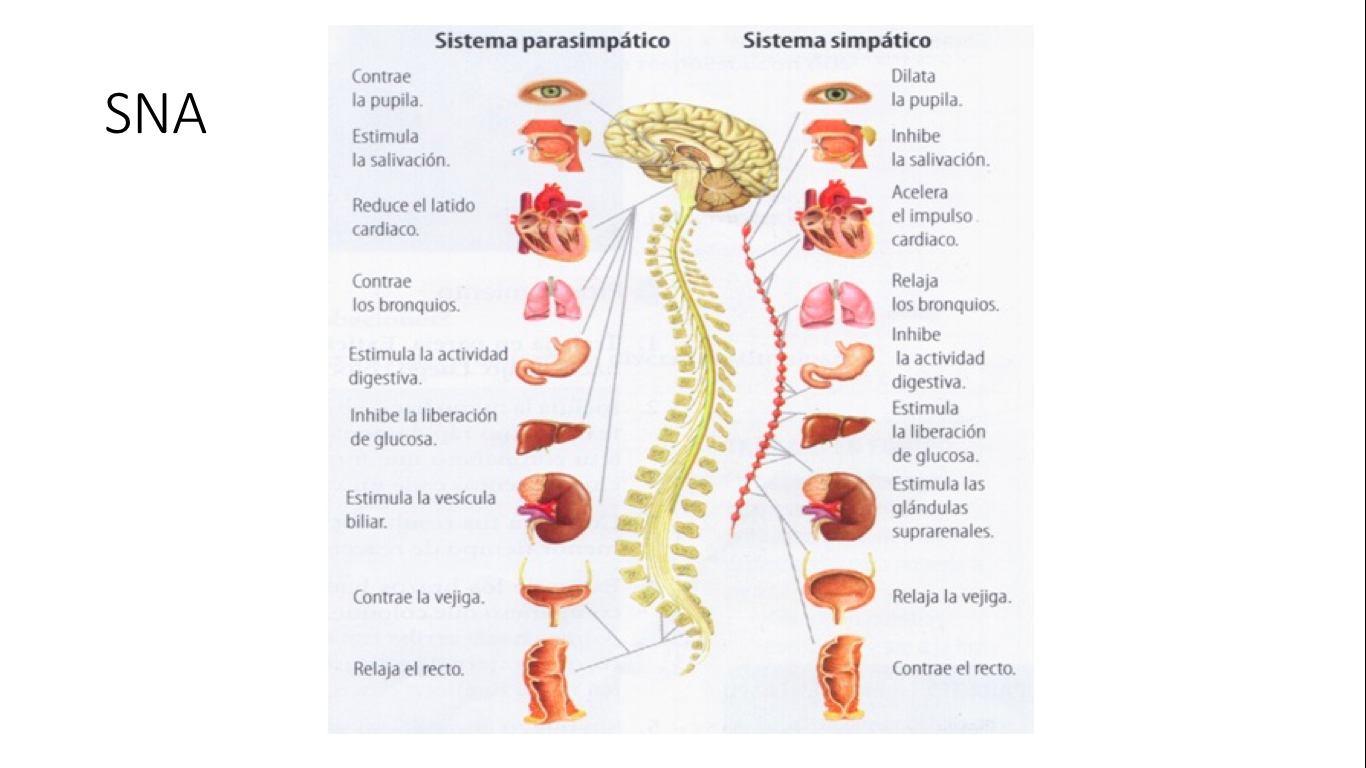 SNA
Sistema parasimpático
Contrae
la pupila.
Estimula
la salivación.
Reduce el latido
cardiaco.
Contrae
los bronquios.
Estimula la actividad
digestiva.
Inhibe la liberación
de glucosa.
Estimula la vesícula
biliar.
Contrae la vejiga.
Relaja el recto.
Sistema simpático
Dilata
la pupila.
Inhibe
la salivación.
Acelera
el impulso
cardiaco.
Relaja
los bronquios.
Inhibe
la actividad
digestiva.
Estimula
la liberación
de glucosa.
Estimula las
glándulas
suprarenales.
Relaja la vejiga.
Contrae el recto.